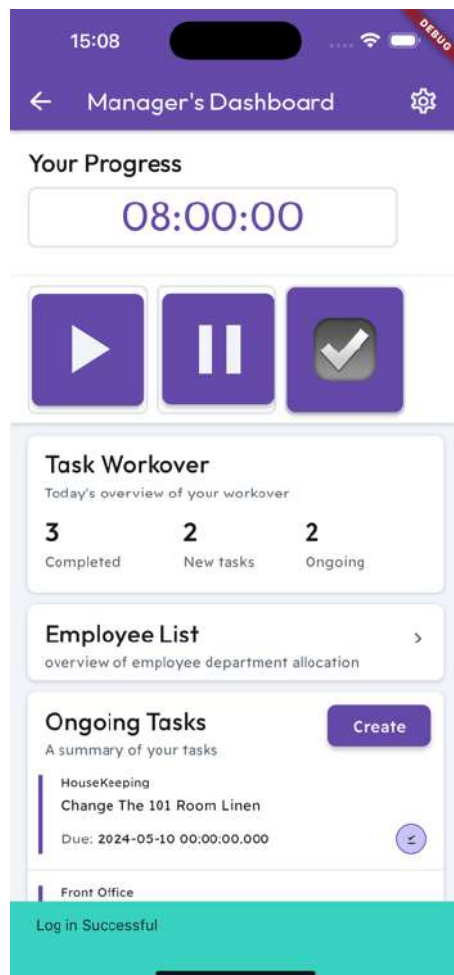 15:08
DEBUG
Manager's Dashboard
Your Progress
08:00:00
Task Workover
Today's overview of your workover
3 2 2
Completed New tasks Ongoing
Employee List
overview of employee department allocation
Ongoing Tasks
Create
A summary of your tasks
HouseKeeping
Change The 101 Room Linen
Due: 2024-05-10 00:00:00.000
Front Office
Log in Successful